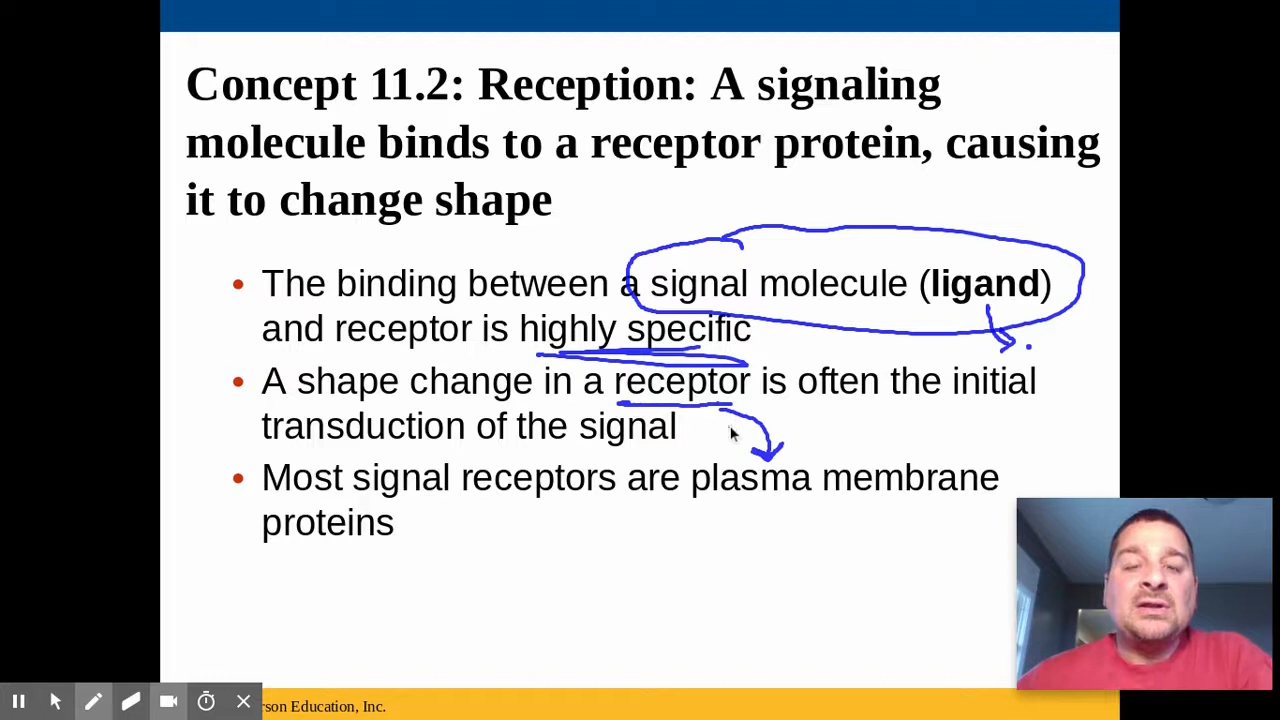 Concept 11.2: Reception: A signaling
molecule binds to a receptor protein, causing
it to change shape
• The binding between a signal molecule (ligand)
and receptor is highly specific
• A shape change in a receptor is often the initial
transduction of the signal
• Most signal receptors are plasma membrane
proteins
rson Education, Inc.